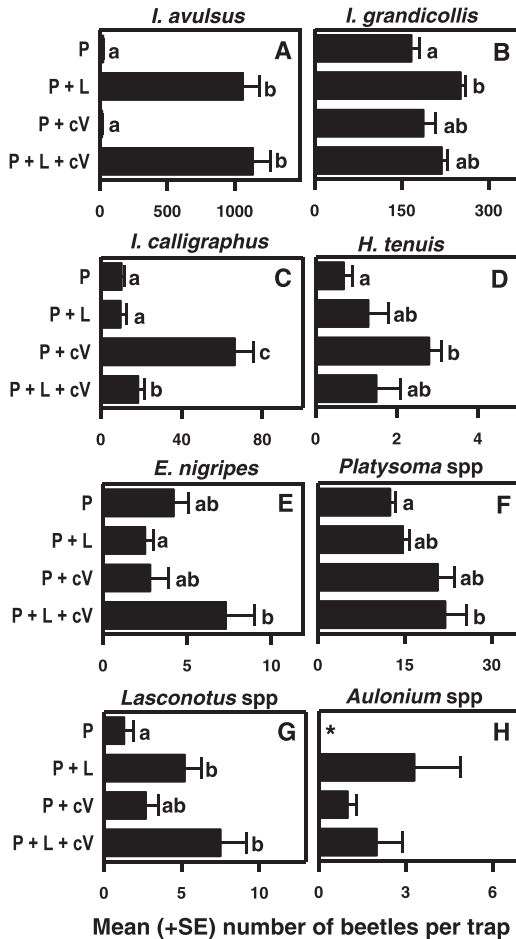 I. avulsus
I. grandicollis
P
a
A
a
B
P + L
b
b
P + cV
a
ab
P + L + cV
b
ab
0 500 1000
0 150 300
I. calligraphus
H. tenuis
P
a
C
a
D
P + L
a
ab
P + cV
c
b
P + L + cV
b
ab
0 40 80
0 2 4
E. nigripes
Platysoma spp
P
ab
E
a
F
P + L
a
ab
P + cV
ab
ab
P + L + cV
b
b
0 5 10
0 15 30
Lasconotus spp
Aulonium spp
P
a
G
*
H
P + L
b
P + cV
ab
P + L + cV
b
0 5 10
0 3 6
Mean (+SE) number of beetles per trap